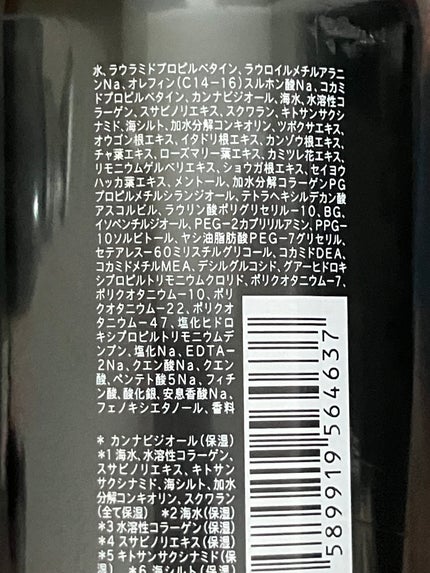 水、ラウラミドプロピルベタイン、ラウロイルメチルアラニ
ンNa、オレフィン(C14-16)スルホン酸Na、コカミ
ドプロピルベタイン、カンナビジオール、海水、水溶性コ
ラーゲン、スサビノリエキス、スクワラン、キトサンサクシ
ナミド、海シルト、加水分解コンキオリン、ツボクサエキス、
オウゴン根エキス、イタドリ根エキス、カンゾウ根エキス、
チャ葉エキス、ローズマリー葉エキス、カミツレ花エキス、
リモニウムゲルベリエキス、ショウガ根エキス、セイヨウ
ハッカ葉エキス、メントール、加水分解コラーゲンPG
プロピルメチルシランジオール、テトラヘキシルデカン酸
アスコルビル、ラウリン酸ポリグリセリル-10、BG、
イソペンチルジオール、PEG-2カプリリルアミン、PPG-
10ソルビトール、ヤシ油脂肪酸PEG-7グリセリル、
セテアレス-60ミリスチルグリコール、コカミドDEA、
コカミドメチルMEA、デシルグルコシド、グアーヒドロキ
シプロピルトリモニウムクロリド、ポリクオタニウム-7、
ポリクオタニウム-10、ポリ
クオタニウム-22、ポリオク
タニウム-47、塩化ヒドロ
キシプロピルトリモニウムデ
ンプン、塩化Na、EDTA-
2Na、クエン酸Na、クエン
酸、ペンテト酸5Na、フィチ
ン酸、酸化銀、安息香酸Na、
フェノキシエタノール、香料
* カンナビジオール(保湿)
*1 海水、水溶性コラーゲン、
スサビノリエキス、キトサン
サクシナミド、海シルト、加水
分解コンキオリン、スクワラン
(全て保湿) *2 海水(保湿)
*3 水溶性コラーゲン(保湿)
*4 スサビノリエキス(保湿)
*5 キトサンサクシナミド(保
湿) *6 海シルト(保湿)
589919 564637